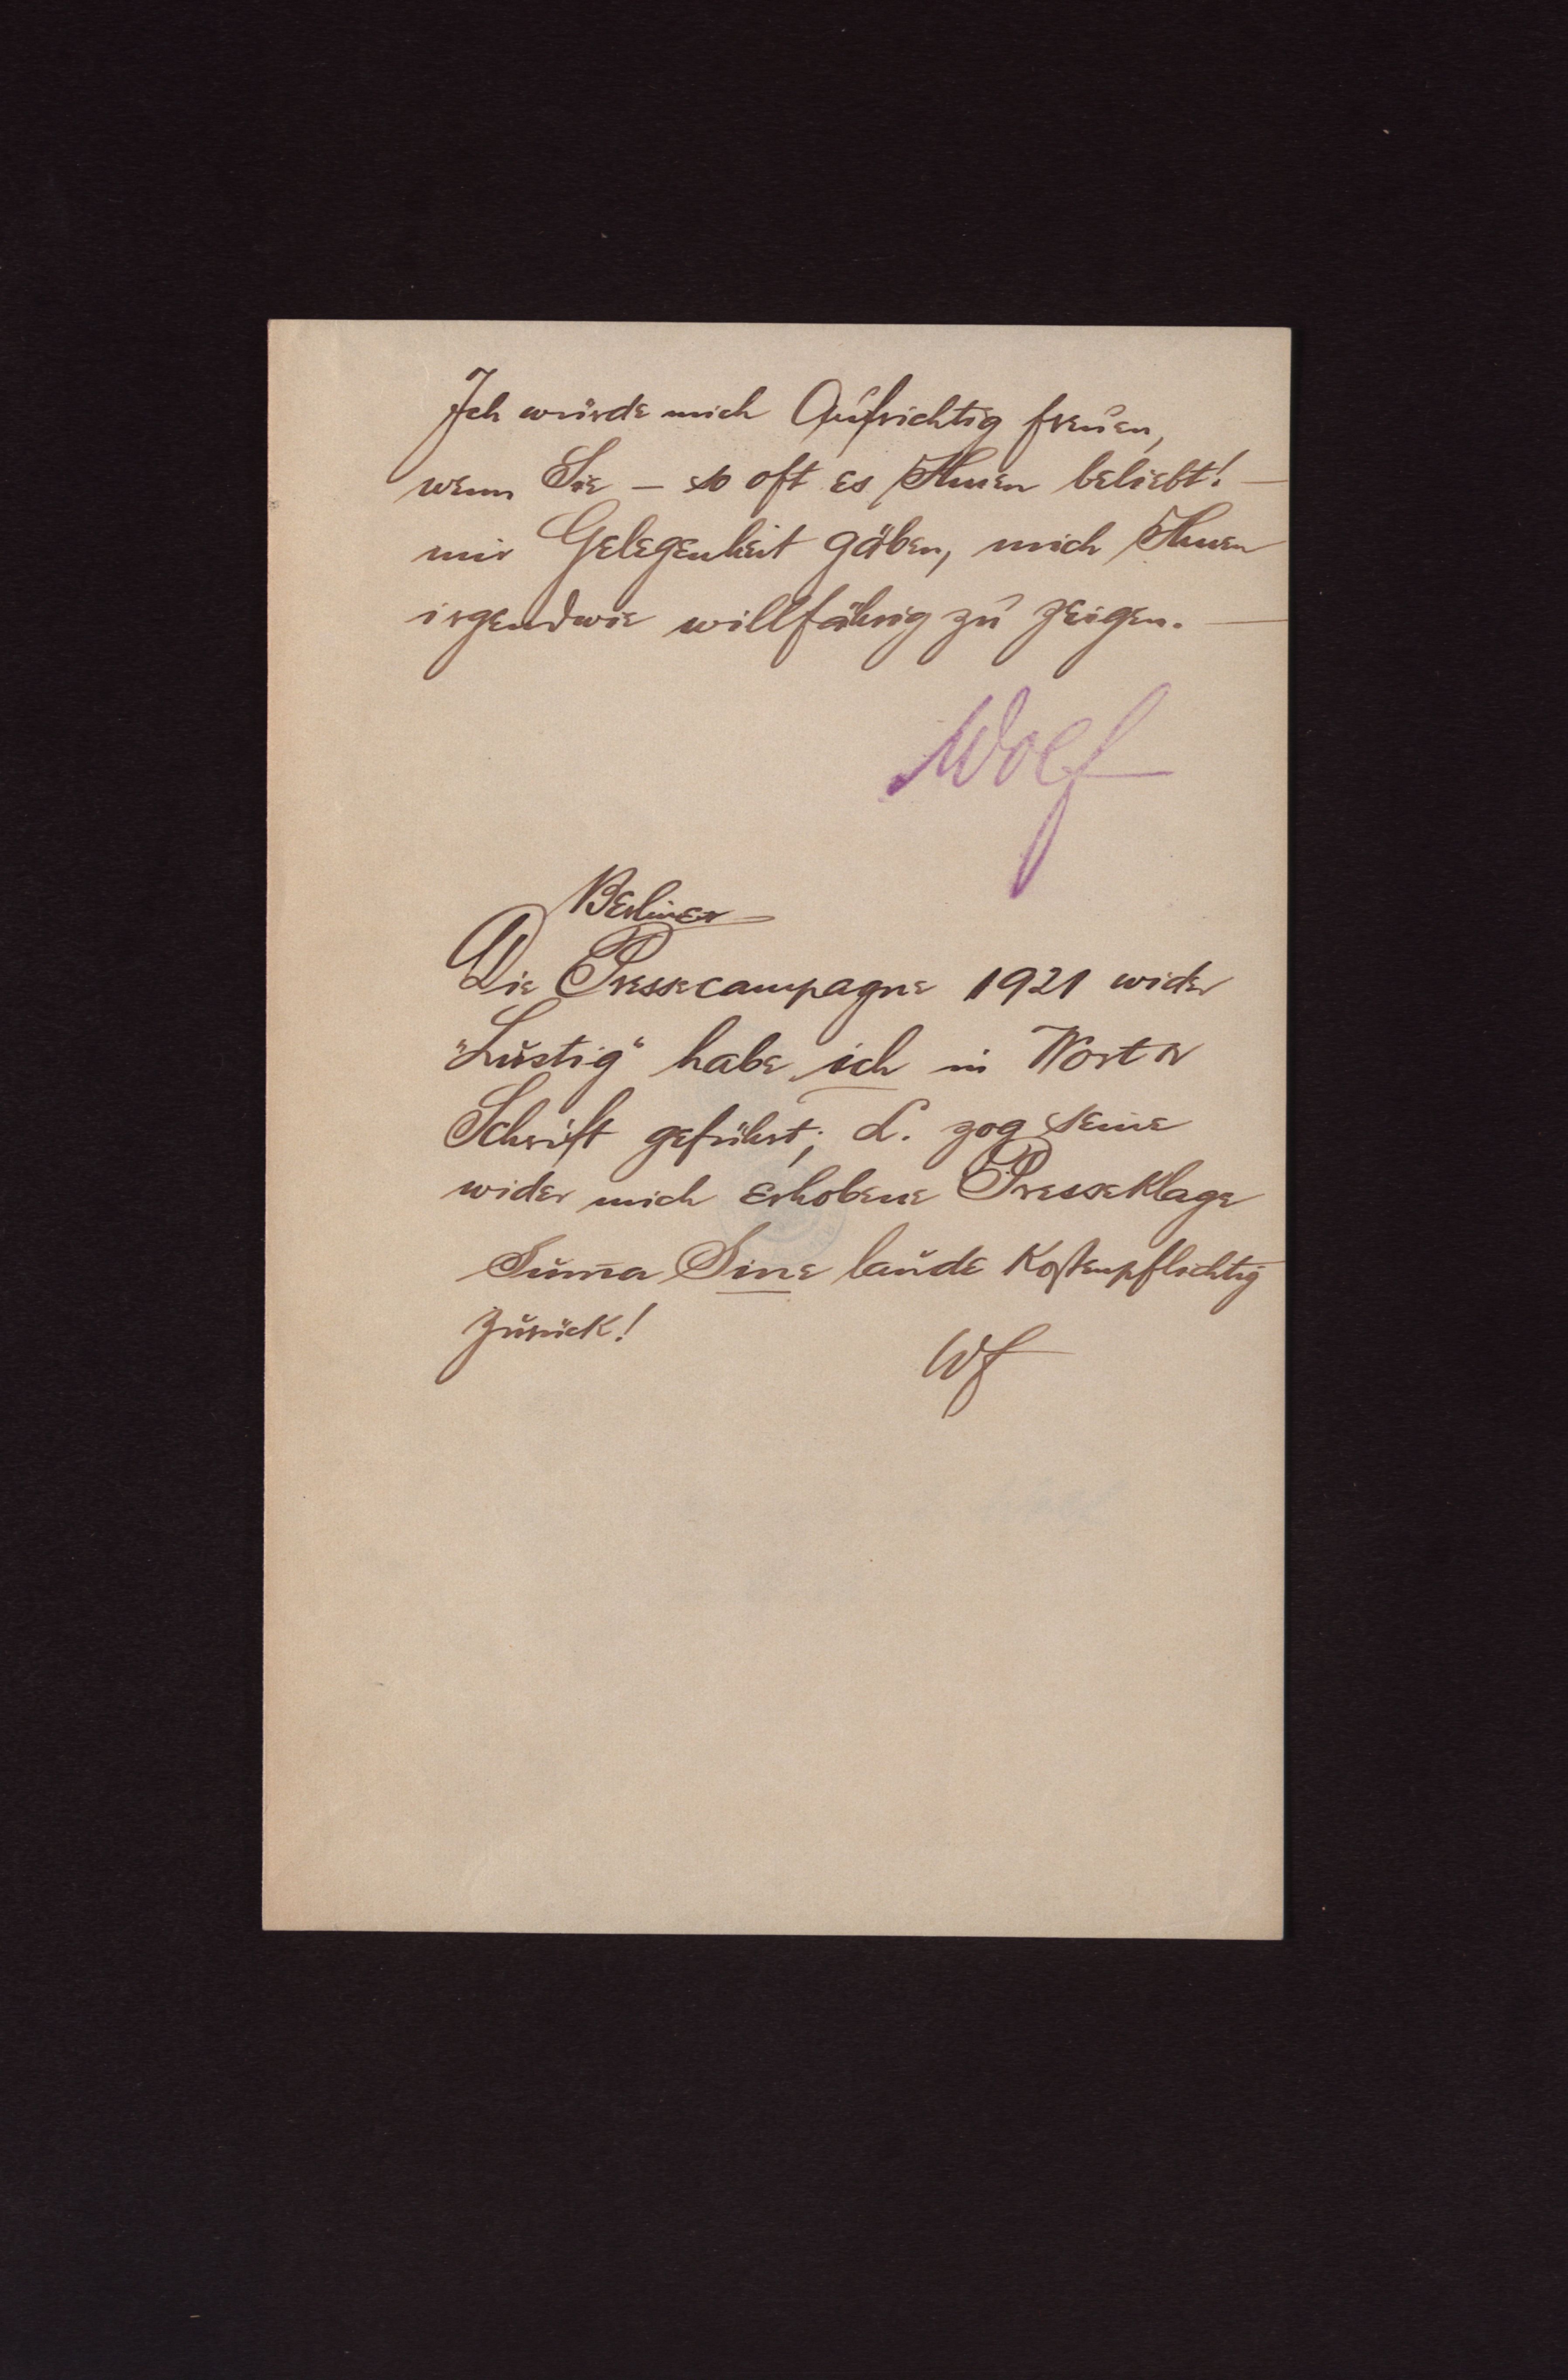 Ich würde mich Aufrichtig freuen,
wenn Sie – so oft es Ihnen beliebt! –
mir Gelegenheit gäben, mich Ihnen
irgendwie willfährig zu zeigen. –
Wolf
Berliner
Die Pressecampagne 1921 wider
"Lustig" habe ich in Wort &
Schrift geführt; L. zog seine
wider mich erhobene Presseklage
Sum̄a Sine laude Kostenpflichtig
zurück!
Wf